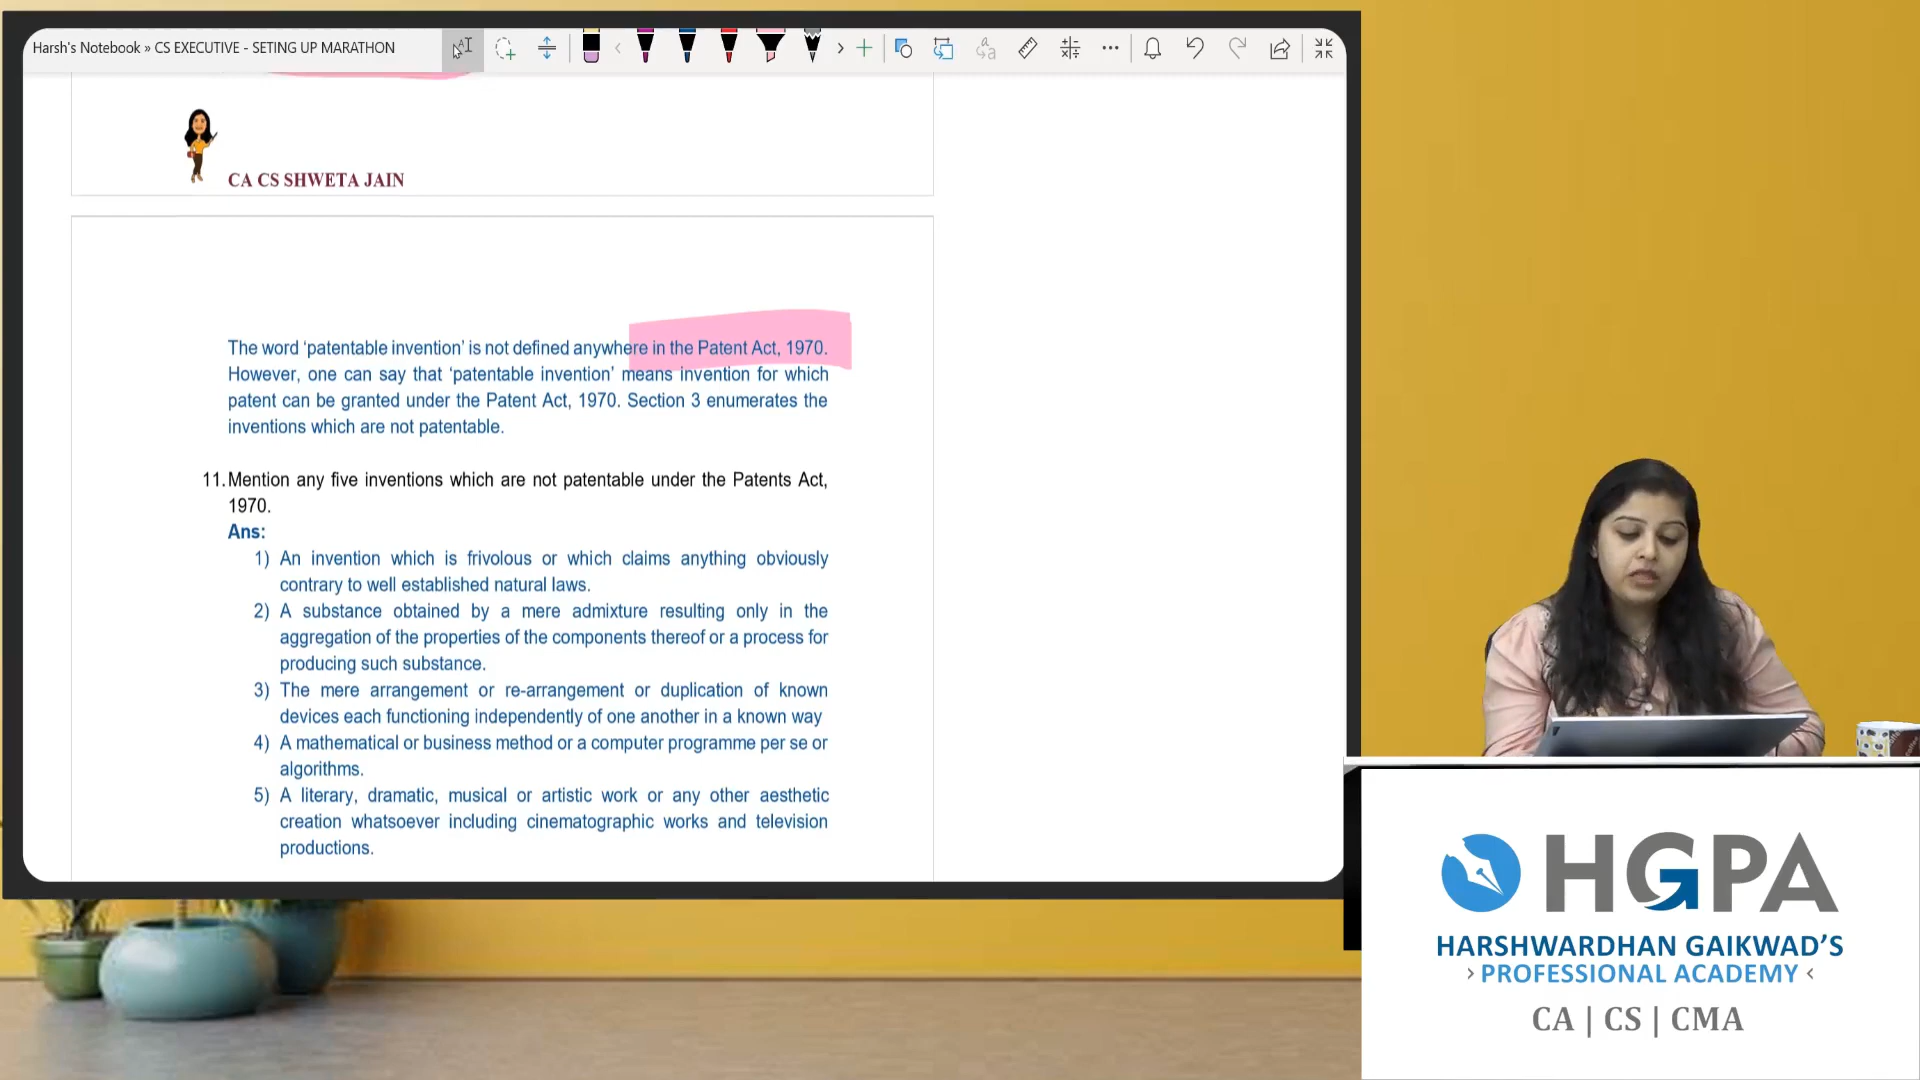 Harsh's Notebook » CS EXECUTIVE - SETING UP MARATHON
CA CS SHWETA JAIN
The word ‘patentable invention’ is not defined anywhere in the Patent Act, 1970.
However, one can say that ‘patentable invention’ means invention for which
patent can be granted under the Patent Act, 1970. Section 3 enumerates the
inventions which are not patentable.
11. Mention any five inventions which are not patentable under the Patents Act,
1970.
Ans:
1) An invention which is frivolous or which claims anything obviously
contrary to well established natural laws.
2) A substance obtained by a mere admixture resulting only in the
aggregation of the properties of the components thereof or a process for
producing such substance.
3) The mere arrangement or re-arrangement or duplication of known
devices each functioning independently of one another in a known way
4) A mathematical or business method or a computer programme per se or
algorithms.
5) A literary, dramatic, musical or artistic work or any other aesthetic
creation whatsoever including cinematographic works and television
productions.
HGPA
HARSHWARDHAN GAIKWAD’S
› PROFESSIONAL ACADEMY ‹
CA | CS | CMA